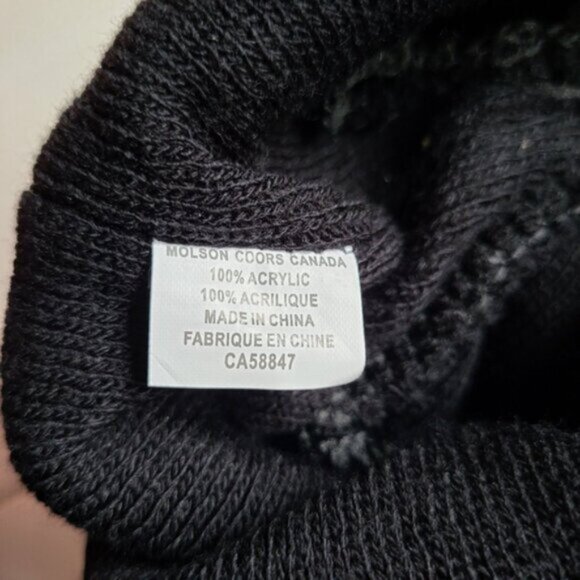 MOLSON COORS CANADA
100% ACRYLIC
100% ACRILIQUE
MADE IN CHINA
FABRIQUE EN CHINE
CA58847